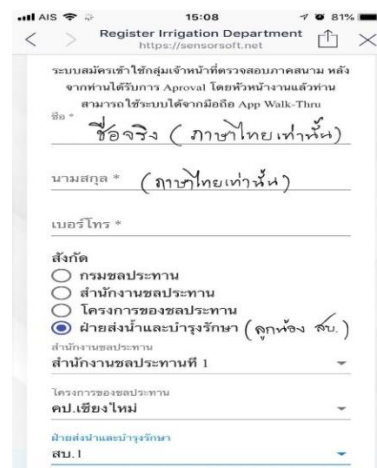 AIS 15:08 81%
Register Irrigation Department
https://sensorsoft.net
ระบบสมัครเข้าใช้กลุ่มเจ้าหน้าที่ตรวจสอบภาคสนาม หลัง
จากท่านได้รับการ Aproval โดยหัวหน้างานแล้วท่าน
สามารถใช้ระบบได้จากมือถือ App Walk-Thru
ชื่อ *
ชื่อจริง ( ภาษาไทยเท่านั้น)
นามสกุล * (ภาษาไทยเท่านั้น)
เบอร์โทร *
สังกัด
กรมชลประทาน
สำนักงานชลประทาน
โครงการของชลประทาน
ฝ่ายส่งน้ำและบำรุงรักษา (ลูกน้อง สบ.)
สำนักงานชลประทาน
สำนักงานชลประทานที่ 1
โครงการของชลประทาน
คป.เชียงใหม่
ฝ่ายส่งน้ำและบำรุงรักษา
สบ.1